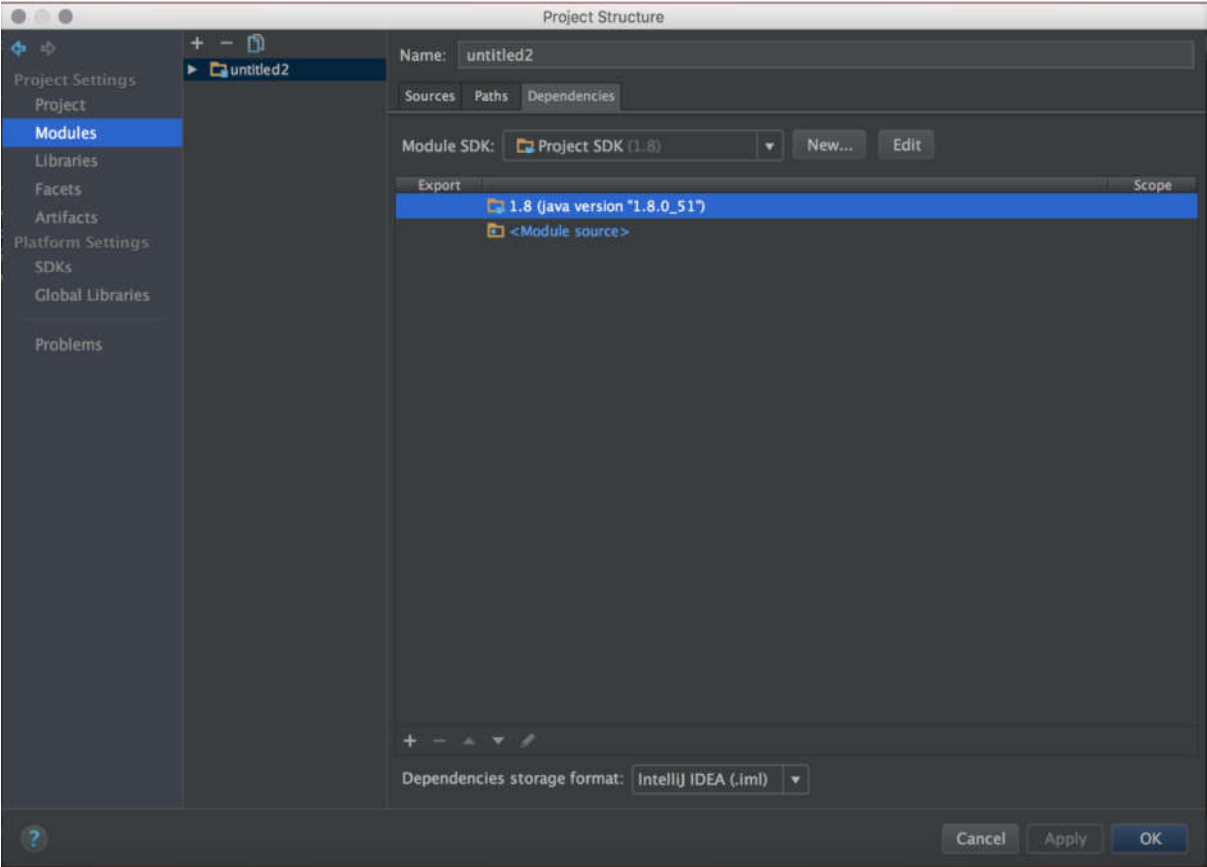 Project Structure
Project Settings
Project
Modules
Libraries
Facets
Artifacts
Platform Settings
SDKs
Global Libraries
Problems
untitled2
Name: untitled2
Sources Paths Dependencies
Module SDK: Project SDK (1.8) New... Edit
Export Scope
1.8 (java version "1.8.0_51")
<Module source>
Dependencies storage format: IntelliJ IDEA (.iml)
? Cancel Apply OK